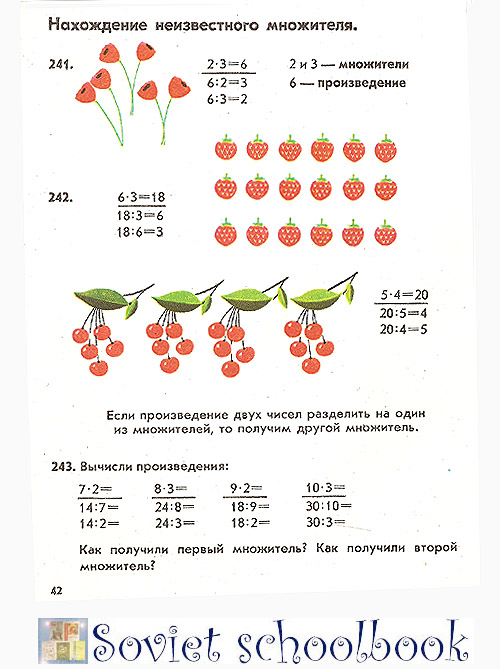 Нахождение неизвестного множителя.
241.
2·3=6
6:2=3
6:3=2
2 и 3 — множители
6 — произведение
242.
6·3=18
18:3=6
18:6=3
5·4=20
20:5=4
20:4=5
Если произведение двух чисел разделить на один
из множителей, то получим другой множитель.
243. Вычисли произведения:
7·2= 8·3= 9·2= 10·3=
14:7= 24:8= 18:9= 30:10=
14:2= 24:3= 18:2= 30:3=
Как получили первый множитель? Как получили второй
множитель?
42
Soviet schoolbook